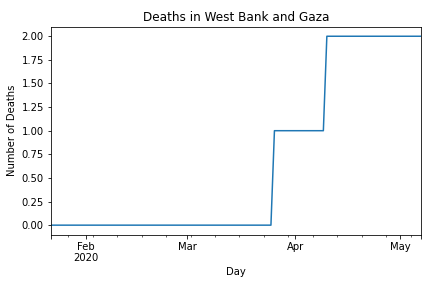 Deaths in West Bank and Gaza
2.00
1.75
1.50
1.25
1.00
0.75
0.50
0.25
0.00
Number of Deaths
Feb
2020
Mar
Apr
May
Day